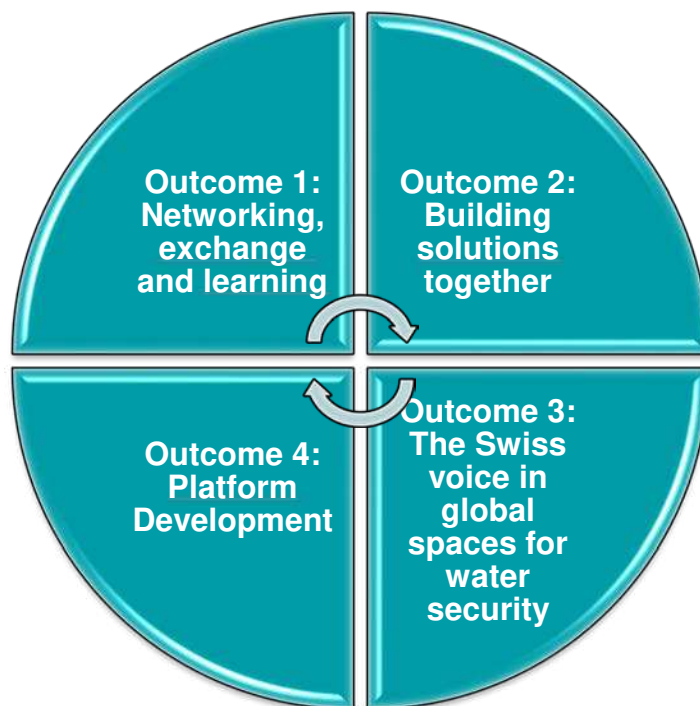 Outcome 1:
Networking,
exchange
and learning
Outcome 2:
Building
solutions
together
Outcome 3:
The Swiss
voice in
global
spaces for
water
security
Outcome 4:
Platform
Development